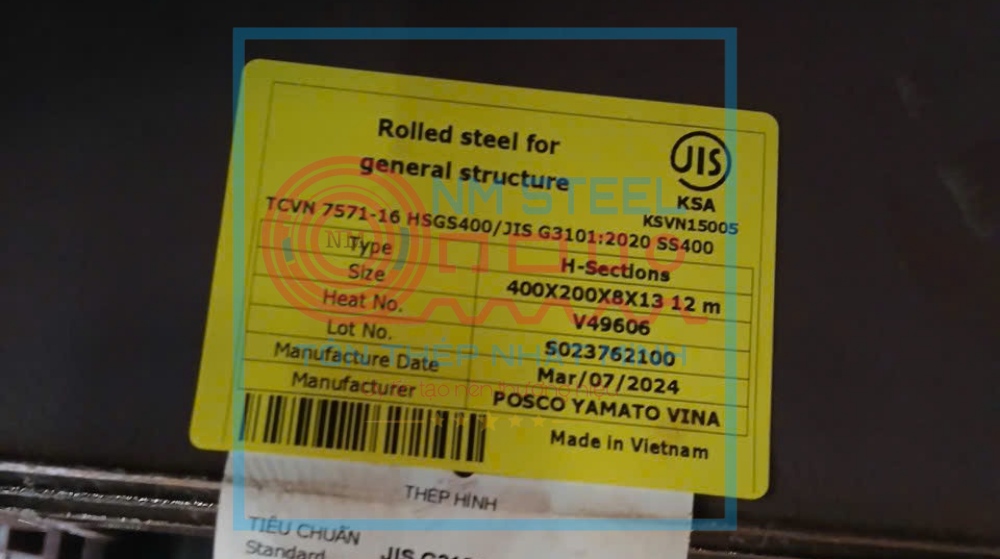 Rolled steel for
general structure
JIS
KSA
KSVN15005
TCVN 7571-16 HSGS400/JIS G3101:2020 SS400
Type H-Sections
Size 400X200X8X13 12 m
Heat No. V49606
Lot No. S023762100
Manufacture Date Mar/07/2024
Manufacturer POSCO YAMATO VINA
Made in Vietnam
NM STEEL
NM
THÉP HÌNH
TIÊU CHUẨN
Standard JIS